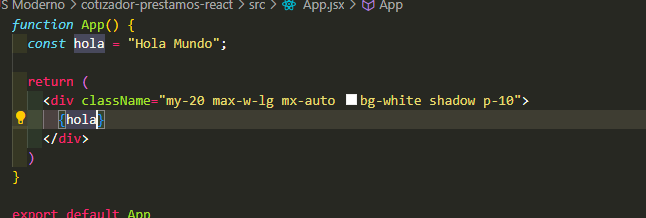 S Moderno > cotizador-prestamos-react > src > App.jsx > App
function App() {
const hola = "Hola Mundo";
return (
<div className="my-20 max-w-lg mx-auto bg-white shadow p-10">
{hola}
</div>
)
}
export default App